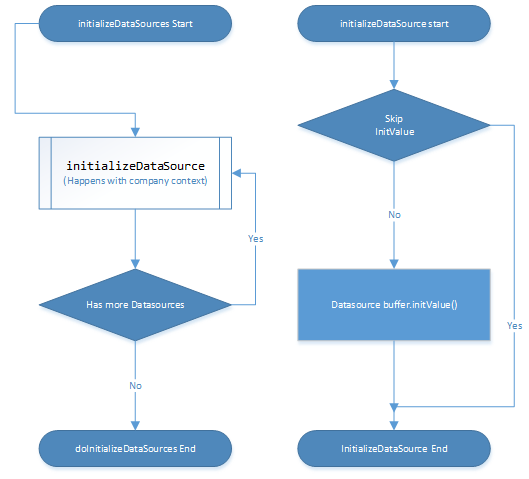 initializeDataSources Start
initializeDataSource
(Happens with company context)
Yes
Has more Datasources
No
doInitializeDataSources End
initializeDataSource start
Skip
InitValue
No
Datasource buffer.initValue()
Yes
InitializeDataSource End